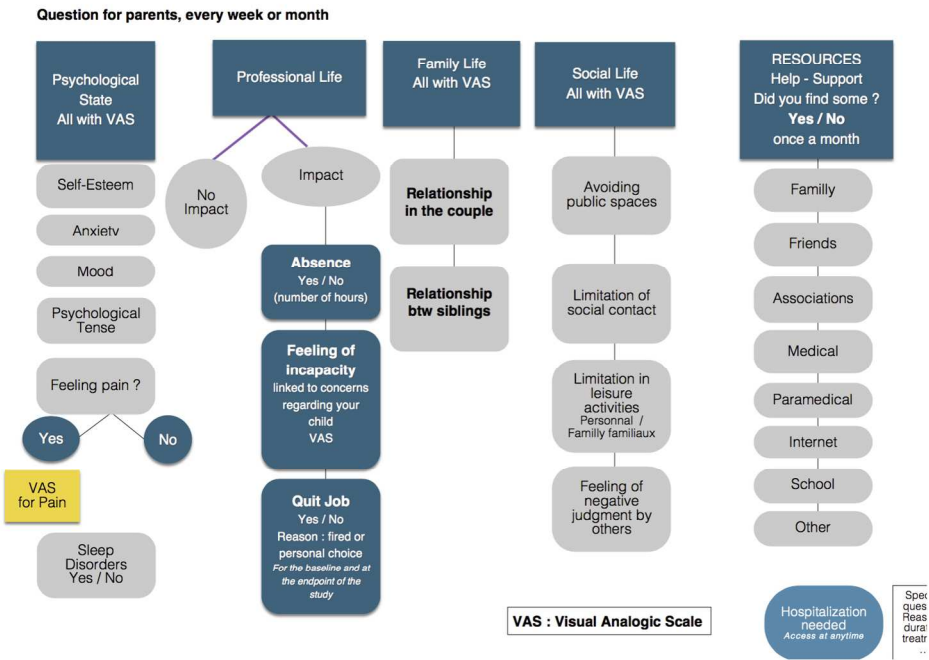 Question for parents, every week or month
Psychological
State
All with VAS
Self-Esteem
Anxiety
Mood
Psychological
Tense
Feeling pain ?
Yes
No
VAS
for Pain
Sleep
Disorders
Yes / No
Professional Life
No
Impact
Impact
Absence
Yes / No
(number of hours)
Feeling of
incapacity
linked to concerns
regarding your
child
VAS
Quit Job
Yes / No
Reason : fired or
personal choice
For the baseline and at
the endpoint of the
study
Family Life
All with VAS
Relationship
in the couple
Relationship
btw siblings
Social Life
All with VAS
Avoiding
public spaces
Limitation of
social contact
Limitation in
leisure
activities
Personnal /
Familly familiaux
Feeling of
negative
judgment by
others
RESOURCES
Help - Support
Did you find some ?
Yes / No
once a month
Familly
Friends
Associations
Medical
Paramedical
Internet
School
Other
VAS : Visual Analogic Scale
Hospitalization
needed
Access at anytime